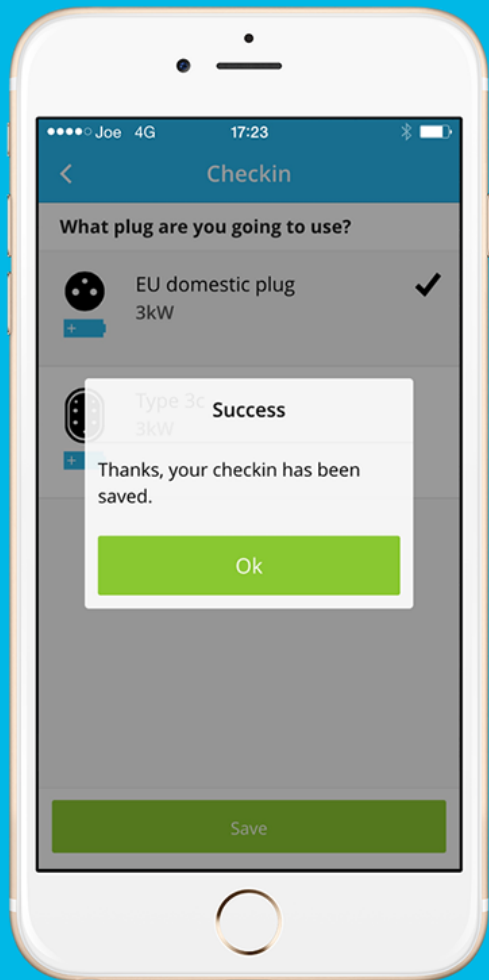 Joe 4G 17:23
Checkin
What plug are you going to use?
EU domestic plug
3kW
Type 3c
3kW
Success
Thanks, your checkin has been
saved.
Ok
Save